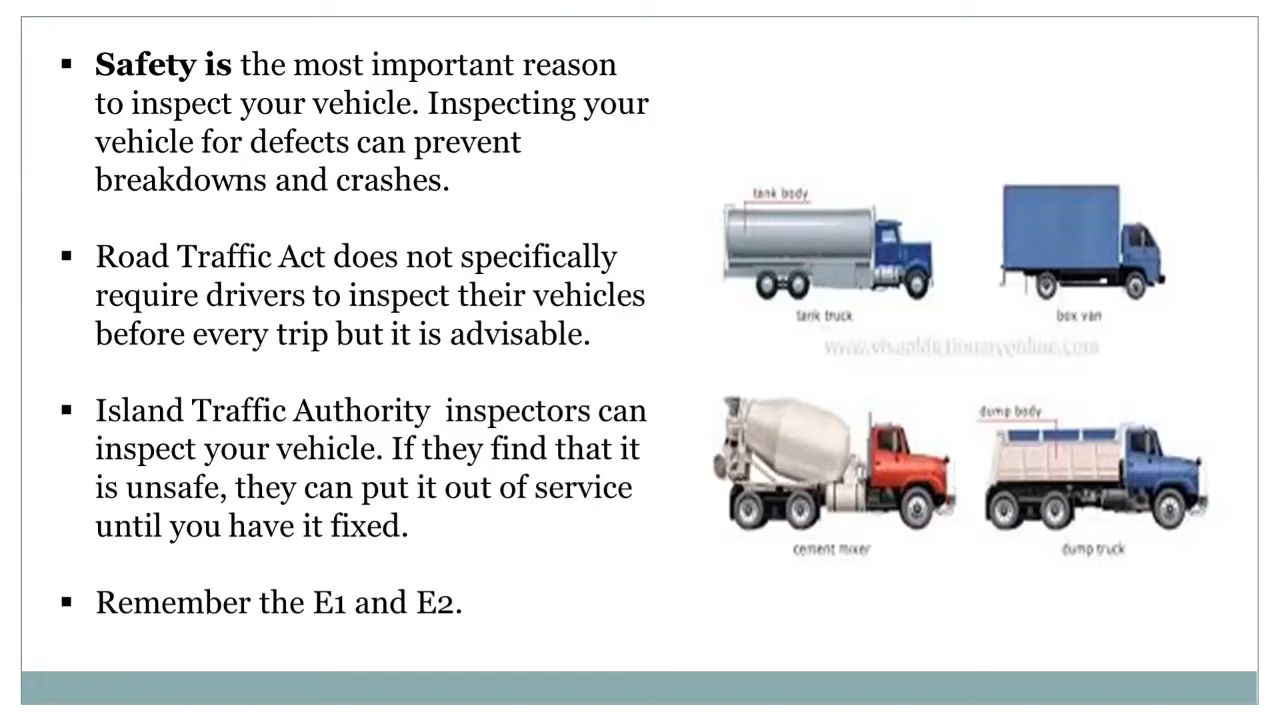 ▪ Safety is the most important reason
to inspect your vehicle. Inspecting your
vehicle for defects can prevent
breakdowns and crashes.
▪ Road Traffic Act does not specifically
require drivers to inspect their vehicles
before every trip but it is advisable.
▪ Island Traffic Authority inspectors can
inspect your vehicle. If they find that it
is unsafe, they can put it out of service
until you have it fixed.
▪ Remember the E1 and E2.
tank body
tank truck
box van
www.visualdictionaryonline.com
dump body
cement mixer
dump truck